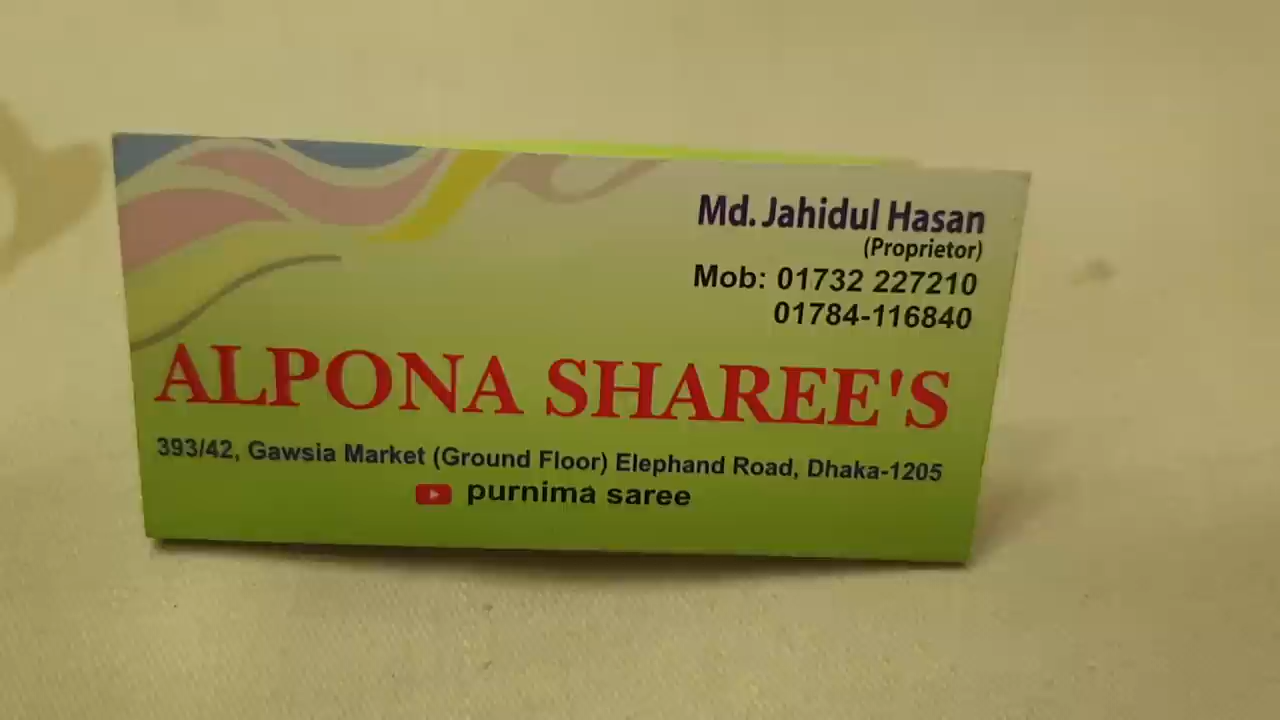 Md. Jahidul Hasan
(Proprietor)
Mob: 01732 227210
01784-116840
ALPONA SHAREE'S
393/42, Gawsia Market (Ground Floor) Elephand Road, Dhaka-1205
purnima saree